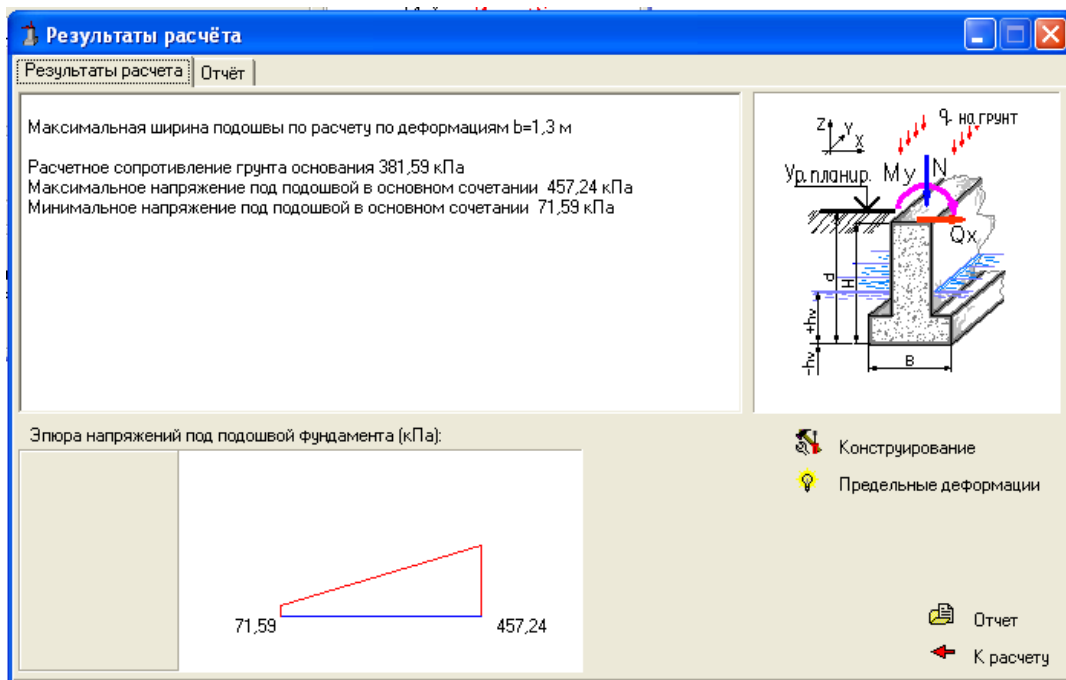 Результаты расчёта
Результаты расчета
Отчёт
Максимальная ширина подошвы по расчету по деформациям b=1,3 м
Расчетное сопротивление грунта основания 381,59 кПа
Максимальное напряжение под подошвой в основном сочетании 457,24 кПа
Минимальное напряжение под подошвой в основном сочетании 71,59 кПа
Z Y X
q- на грунт
Ур.планир. My N
Qx
d H
+hv
-hv
B
Эпюра напряжений под подошвой фундамента (кПа):
71,59 457,24
Конструирование
Предельные деформации
Отчет
К расчету